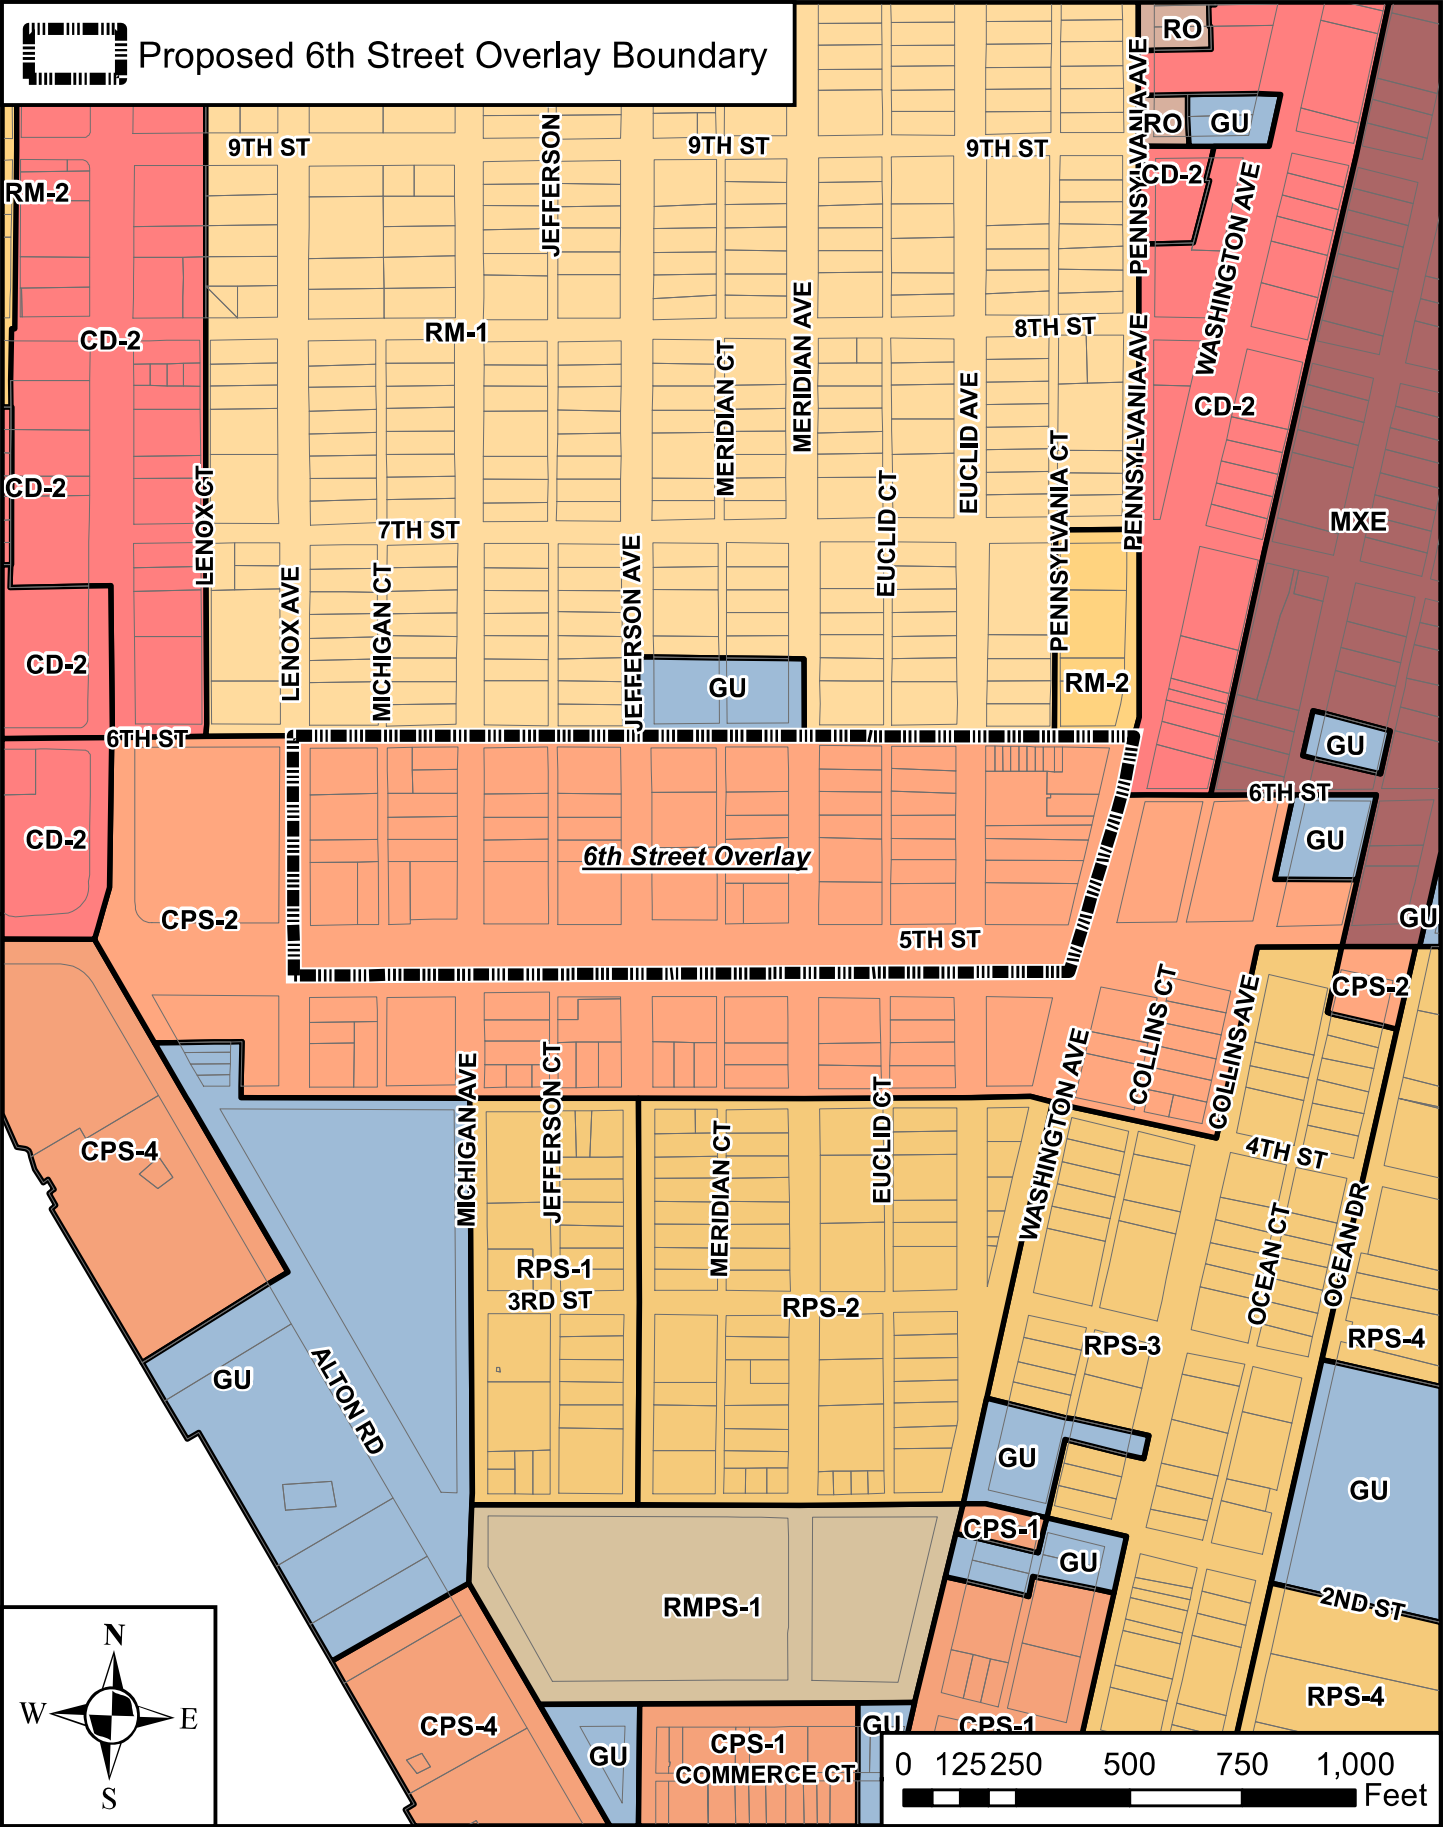 Proposed 6th Street Overlay Boundary
RO
RO
GU
9TH ST
9TH ST
9TH ST
JEFFERSON
PENNSYLVANIA AVE
CD-2
RM-2
WASHINGTON AVE
CD-2
RM-1
8TH ST
MERIDIAN AVE
MERIDIAN CT
PENNSYLVANIA AVE
CD-2
EUCLID AVE
CD-2
LENOX CT
7TH ST
EUCLID CT
PENNSYLVANIA CT
MXE
LENOX AVE
MICHIGAN CT
JEFFERSON AVE
CD-2
GU
RM-2
6TH ST
GU
6TH ST
CD-2
6th Street Overlay
GU
CPS-2
5TH ST
GU
CPS-2
COLLINS CT
COLLINS AVE
WASHINGTON AVE
MICHIGAN AVE
JEFFERSON CT
EUCLID CT
MERIDIAN CT
CPS-4
4TH ST
OCEAN CT
OCEAN DR
RPS-1
3RD ST
RPS-2
RPS-3
RPS-4
GU
ALTON RD
GU
GU
CPS-1
GU
RMPS-1
2ND ST
RPS-4
CPS-4
GU
CPS-1
COMMERCE CT
GU
CPS-1
N
W
E
S
0 125 250 500 750 1,000
Feet